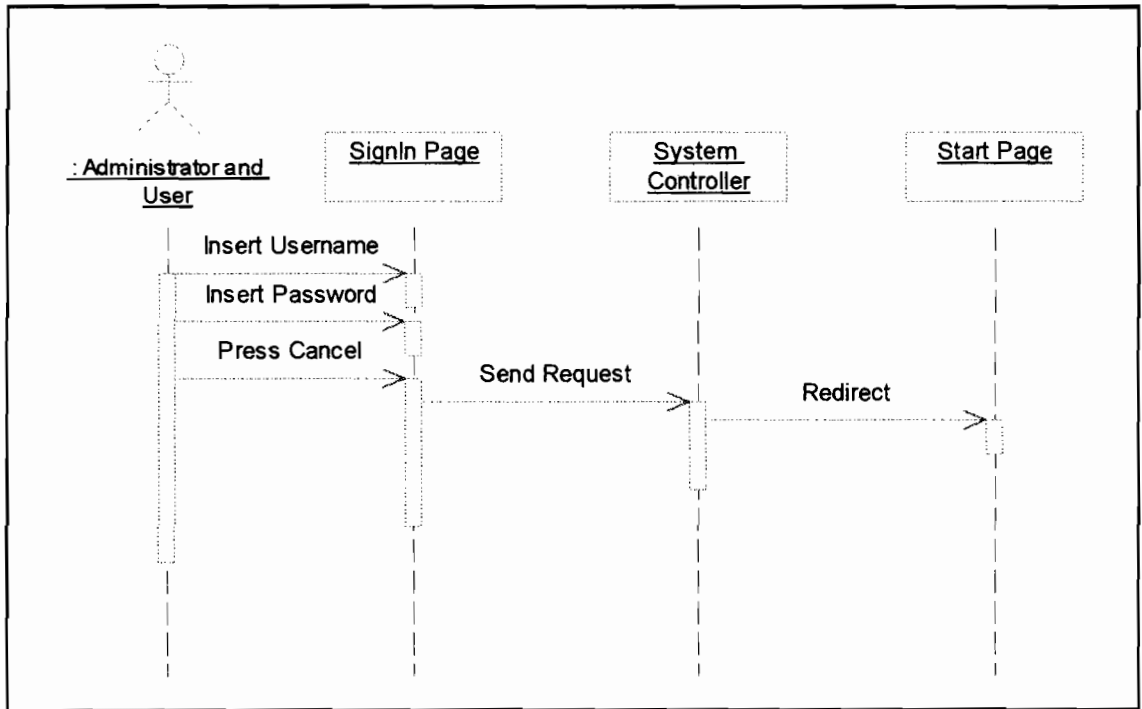 : Administrator and
User
SignIn Page
System
Controller
Start Page
Insert Username
Insert Password
Press Cancel
Send Request
Redirect